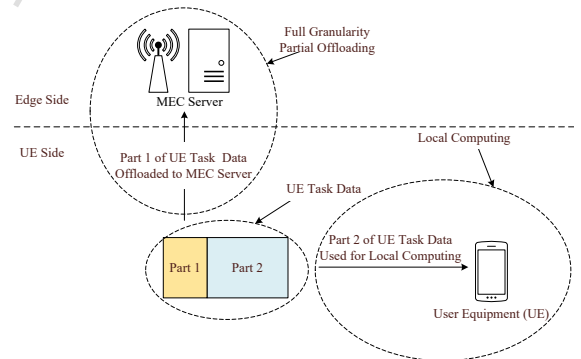 Full Granularity
Partial Offloading
MEC Server
Edge Side
UE Side
Local Computing
Part 1 of UE Task Data
Offloaded to MEC Server
UE Task Data
Part 1
Part 2
Part 2 of UE Task Data
Used for Local Computing
User Equipment (UE)